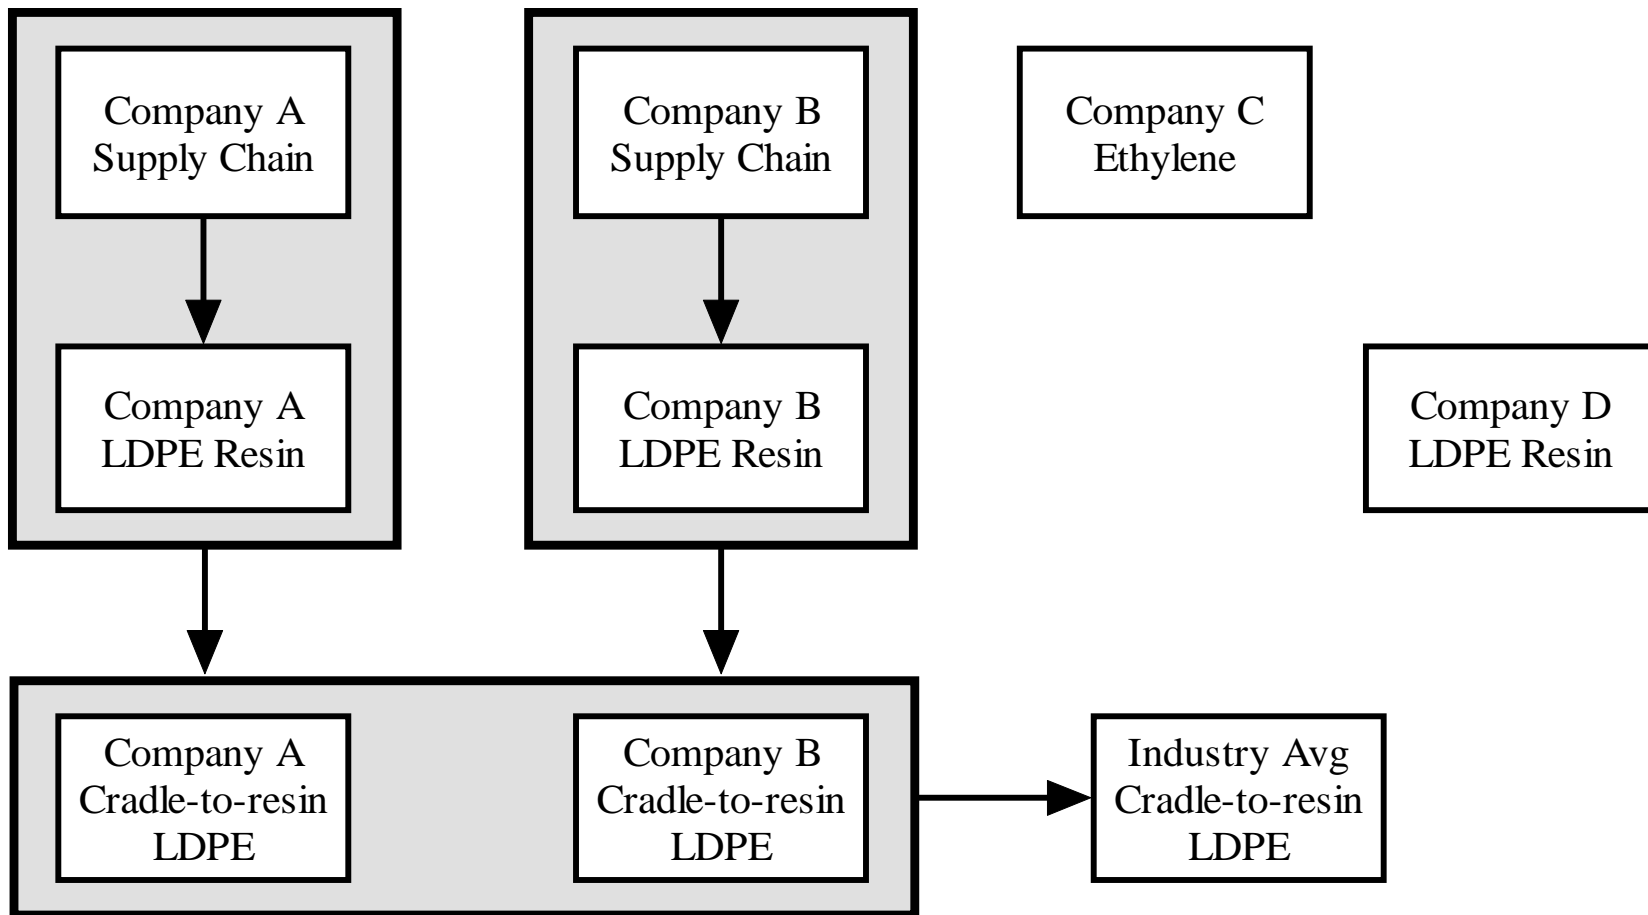 Company A
Supply Chain
Company B
Supply Chain
Company C
Ethylene
Company A
LDPE Resin
Company B
LDPE Resin
Company D
LDPE Resin
Company A
Cradle-to-resin
LDPE
Company B
Cradle-to-resin
LDPE
Industry Avg
Cradle-to-resin
LDPE